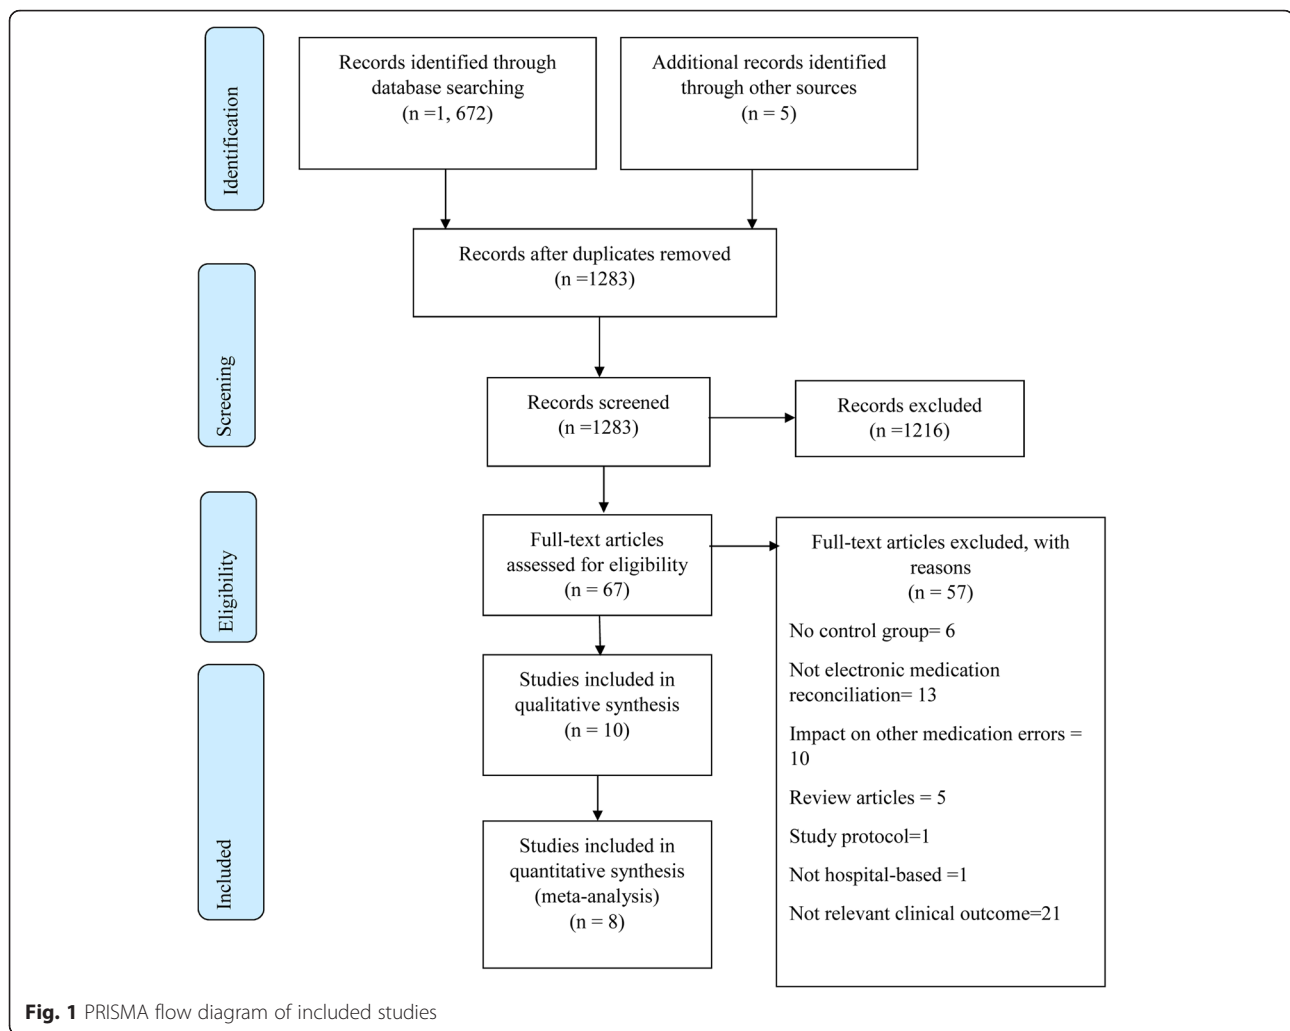 Identification
Records identified through
database searching
(n =1, 672)
Additional records identified
through other sources
(n = 5)
Records after duplicates removed
(n =1283)
Screening
Records screened
(n =1283)
Records excluded
(n =1216)
Eligibility
Full-text articles
assessed for eligibility
(n = 67)
Full-text articles excluded, with
reasons
(n = 57)
No control group= 6
Not electronic medication
reconciliation= 13
Impact on other medication errors =
10
Review articles = 5
Study protocol=1
Not hospital-based =1
Not relevant clinical outcome=21
Included
Studies included in
qualitative synthesis
(n = 10)
Studies included in
quantitative synthesis
(meta-analysis)
(n = 8)
Fig. 1 PRISMA flow diagram of included studies